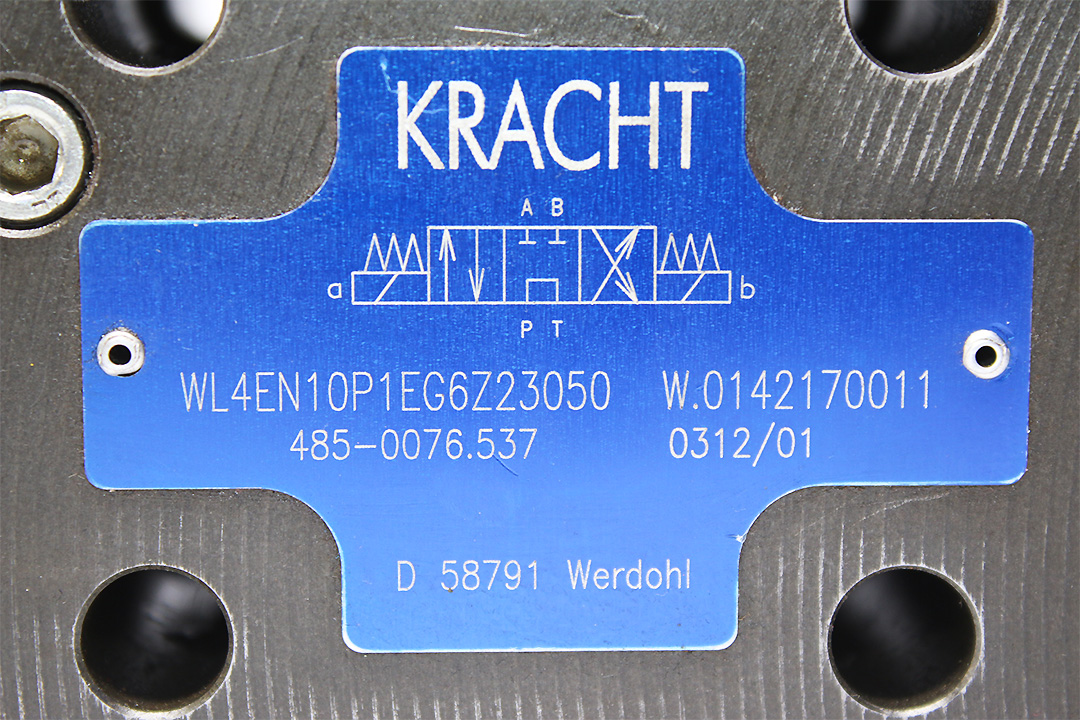 KRACHT
A B
a b
P T
WL4EN10P1EG6Z23050 W.0142170011
485-0076.537 0312/01
D 58791 Werdohl